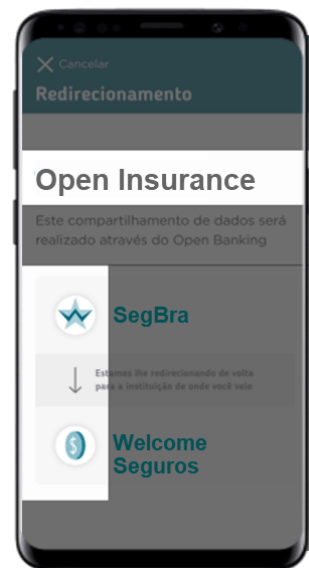 Cancelar
Redirecionamento
Open Insurance
Este compartilhamento de dados será
realizado através do Open Banking
SegBra
Estamos lhe redirecionando de volta
para a instituição de onde você veio
Welcome
Seguros